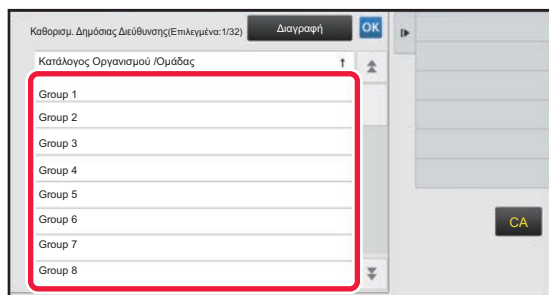 Καθορισμ. Δημόσιας Διεύθυνσης(Επιλεγμένα:1/32)
Διαγραφή
OK
Κατάλογος Οργανισμού /Ομάδας
Group 1
Group 2
Group 3
Group 4
Group 5
Group 6
Group 7
Group 8
CA